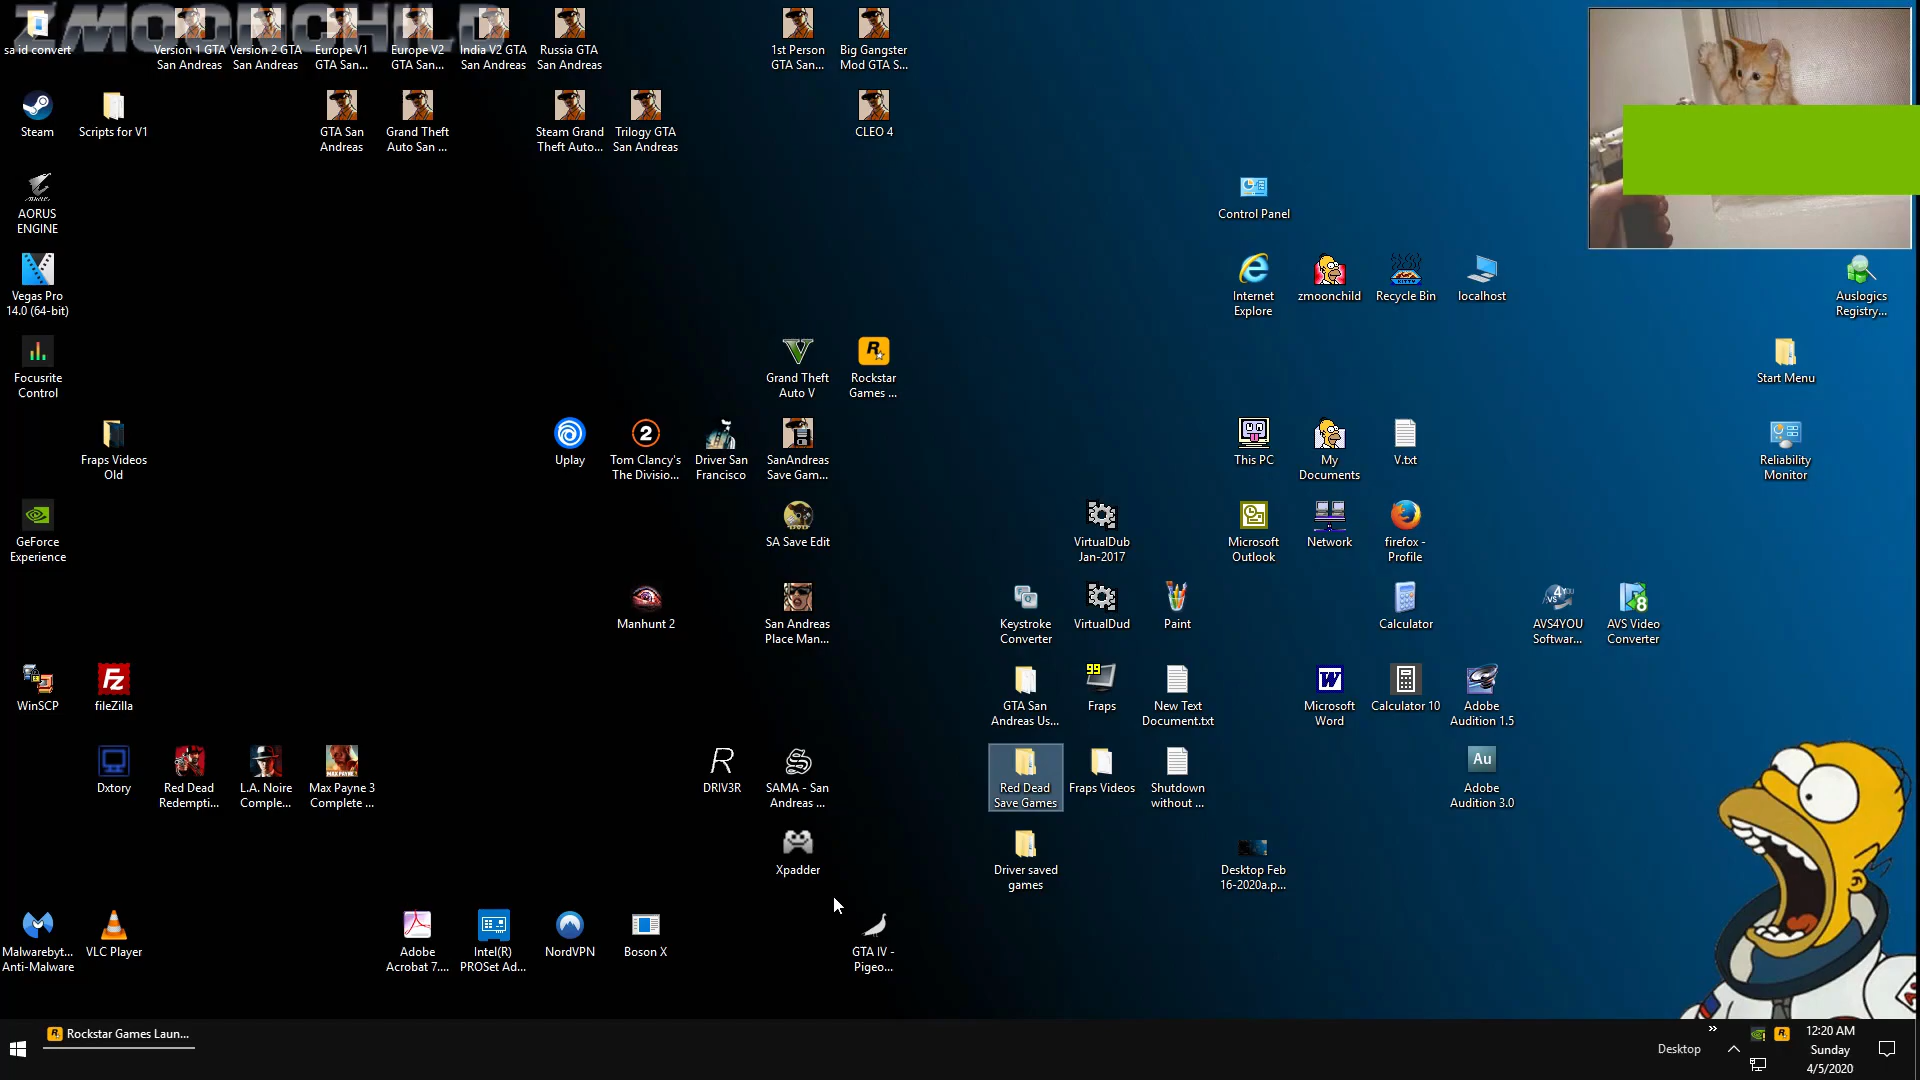 ZMOONCHILD
sa id convert
Version 1 GTA
San Andreas
Version 2 GTA
San Andreas
Europe V1
GTA San...
Europe V2
GTA San...
India V2 GTA
San Andreas
Russia GTA
San Andreas
1st Person
GTA San...
Big Gangster
Mod GTA S...
Steam
Scripts for V1
GTA San
Andreas
Grand Theft
Auto San ...
Steam Grand
Theft Auto...
Trilogy GTA
San Andreas
CLEO 4
AORUS
ENGINE
Control Panel
Vegas Pro
14.0 (64-bit)
Internet
Explore
zmoonchild
Recycle Bin
localhost
Auslogics
Registry...
Focusrite
Control
Grand Theft
Auto V
Rockstar
Games ...
Start Menu
Fraps Videos
Old
Uplay
Tom Clancy's
The Divisio...
Driver San
Francisco
SanAndreas
Save Gam...
This PC
My
Documents
V.txt
Reliability
Monitor
GeForce
Experience
SA Save Edit
VirtualDub
Jan-2017
Microsoft
Outlook
Network
firefox -
Profile
Manhunt 2
San Andreas
Place Man...
Keystroke
Converter
VirtualDud
Paint
Calculator
AVS4YOU
Softwar...
AVS Video
Converter
WinSCP
fileZilla
GTA San
Andreas Us...
99
Fraps
New Text
Document.txt
Microsoft
Word
Calculator 10
Adobe
Audition 1.5
Dxtory
Red Dead
Redempti...
L.A. Noire
Comple...
Max Payne 3
Complete ...
DRIV3R
SAMA - San
Andreas ...
Red Dead
Save Games
Fraps Videos
Shutdown
without ...
Au
Adobe
Audition 3.0
Xpadder
Driver saved
games
Desktop Feb
16-2020a.p...
Malwarebyt...
Anti-Malware
VLC Player
Adobe
Acrobat 7....
Intel(R)
PROSet Ad...
NordVPN
Boson X
GTA IV -
Pigeo...
Rockstar Games Laun...
Desktop
12:20 AM
Sunday
4/5/2020